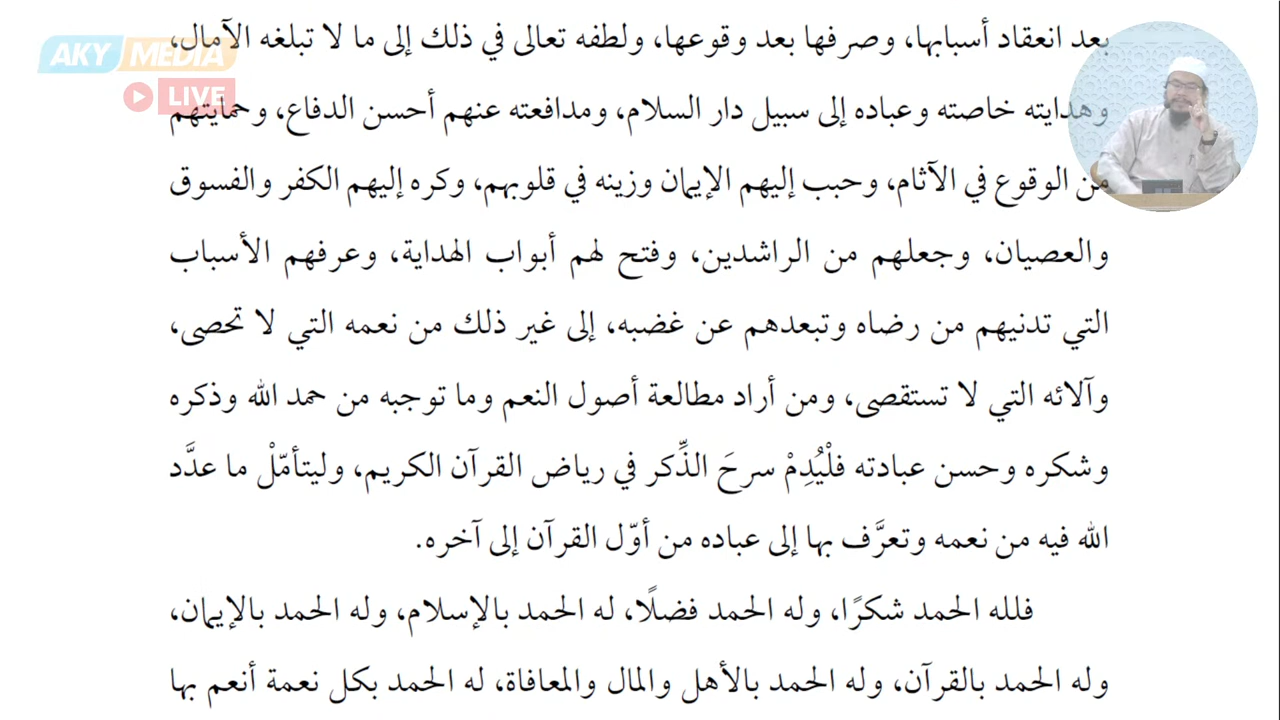 AKY MEDIA
LIVE
بعد انعقاد أسبابها، وصرفها بعد وقوعها، ولطفه تعالى في ذلك إلى ما لا تبلغه الآمال،
وهدايته خاصته وعباده إلى سبيل دار السلام، ومدافعته عنهم أحسن الدفاع، وحمايتهم
من الوقوع في الآثام، وحبب إليهم الإيمان وزينه في قلوبهم، وكره إليهم الكفر والفسوق
والعصيان، وجعلهم من الراشدين، وفتح لهم أبواب الهداية، وعرفهم الأسباب
التي تدنيهم من رضاه وتبعدهم عن غضبه، إلى غير ذلك من نعمه التي لا تحصى،
وآلائه التي لا تستقصى، ومن أراد مطالعة أصول النعم وما توجبه من حمد الله وذكره
وشكره وحسن عبادته فلْيُدِمْ سرحَ الذِّكر في رياض القرآن الكريم، وليتأمّلْ ما عدَّد
الله فيه من نعمه وتعرَّف بها إلى عباده من أوّل القرآن إلى آخره.
فلله الحمد شكرًا، وله الحمد فضلًا، له الحمد بالإسلام، وله الحمد بالإيمان،
وله الحمد بالقرآن، وله الحمد بالأهل والمال والمعافاة، له الحمد بكل نعمة أنعم بها